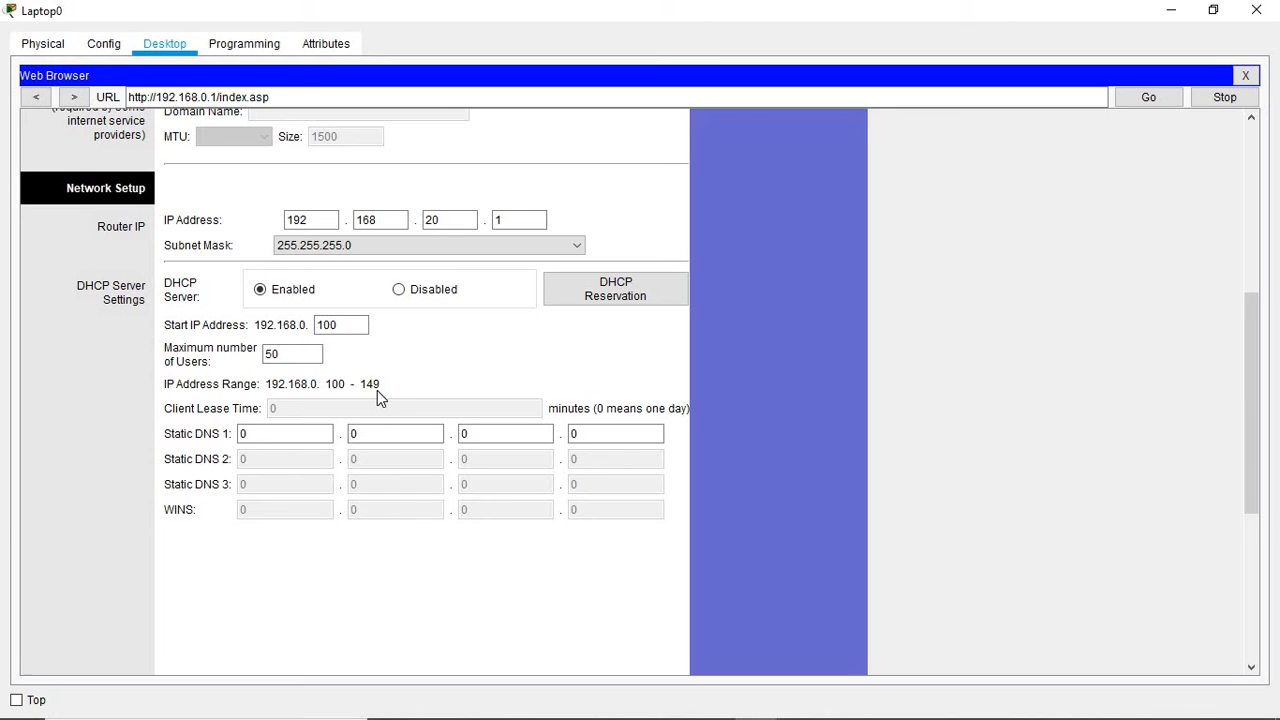 Laptop0
Physical Config Desktop Programming Attributes
Web Browser X
< > URL http://192.168.0.1/index.asp Go Stop
(required by some
internet service
providers)
Domain Name:
MTU: Size: 1500
Network Setup
Router IP
IP Address: 192 . 168 . 20 . 1
Subnet Mask: 255.255.255.0
DHCP Server
Settings
DHCP
Server: Enabled Disabled
DHCP
Reservation
Start IP Address: 192.168.0. 100
Maximum number
of Users: 50
IP Address Range: 192.168.0. 100 - 149
Client Lease Time: 0 minutes (0 means one day)
Static DNS 1: 0 . 0 . 0 . 0
Static DNS 2: 0 . 0 . 0 . 0
Static DNS 3: 0 . 0 . 0 . 0
WINS: 0 . 0 . 0 . 0
Top